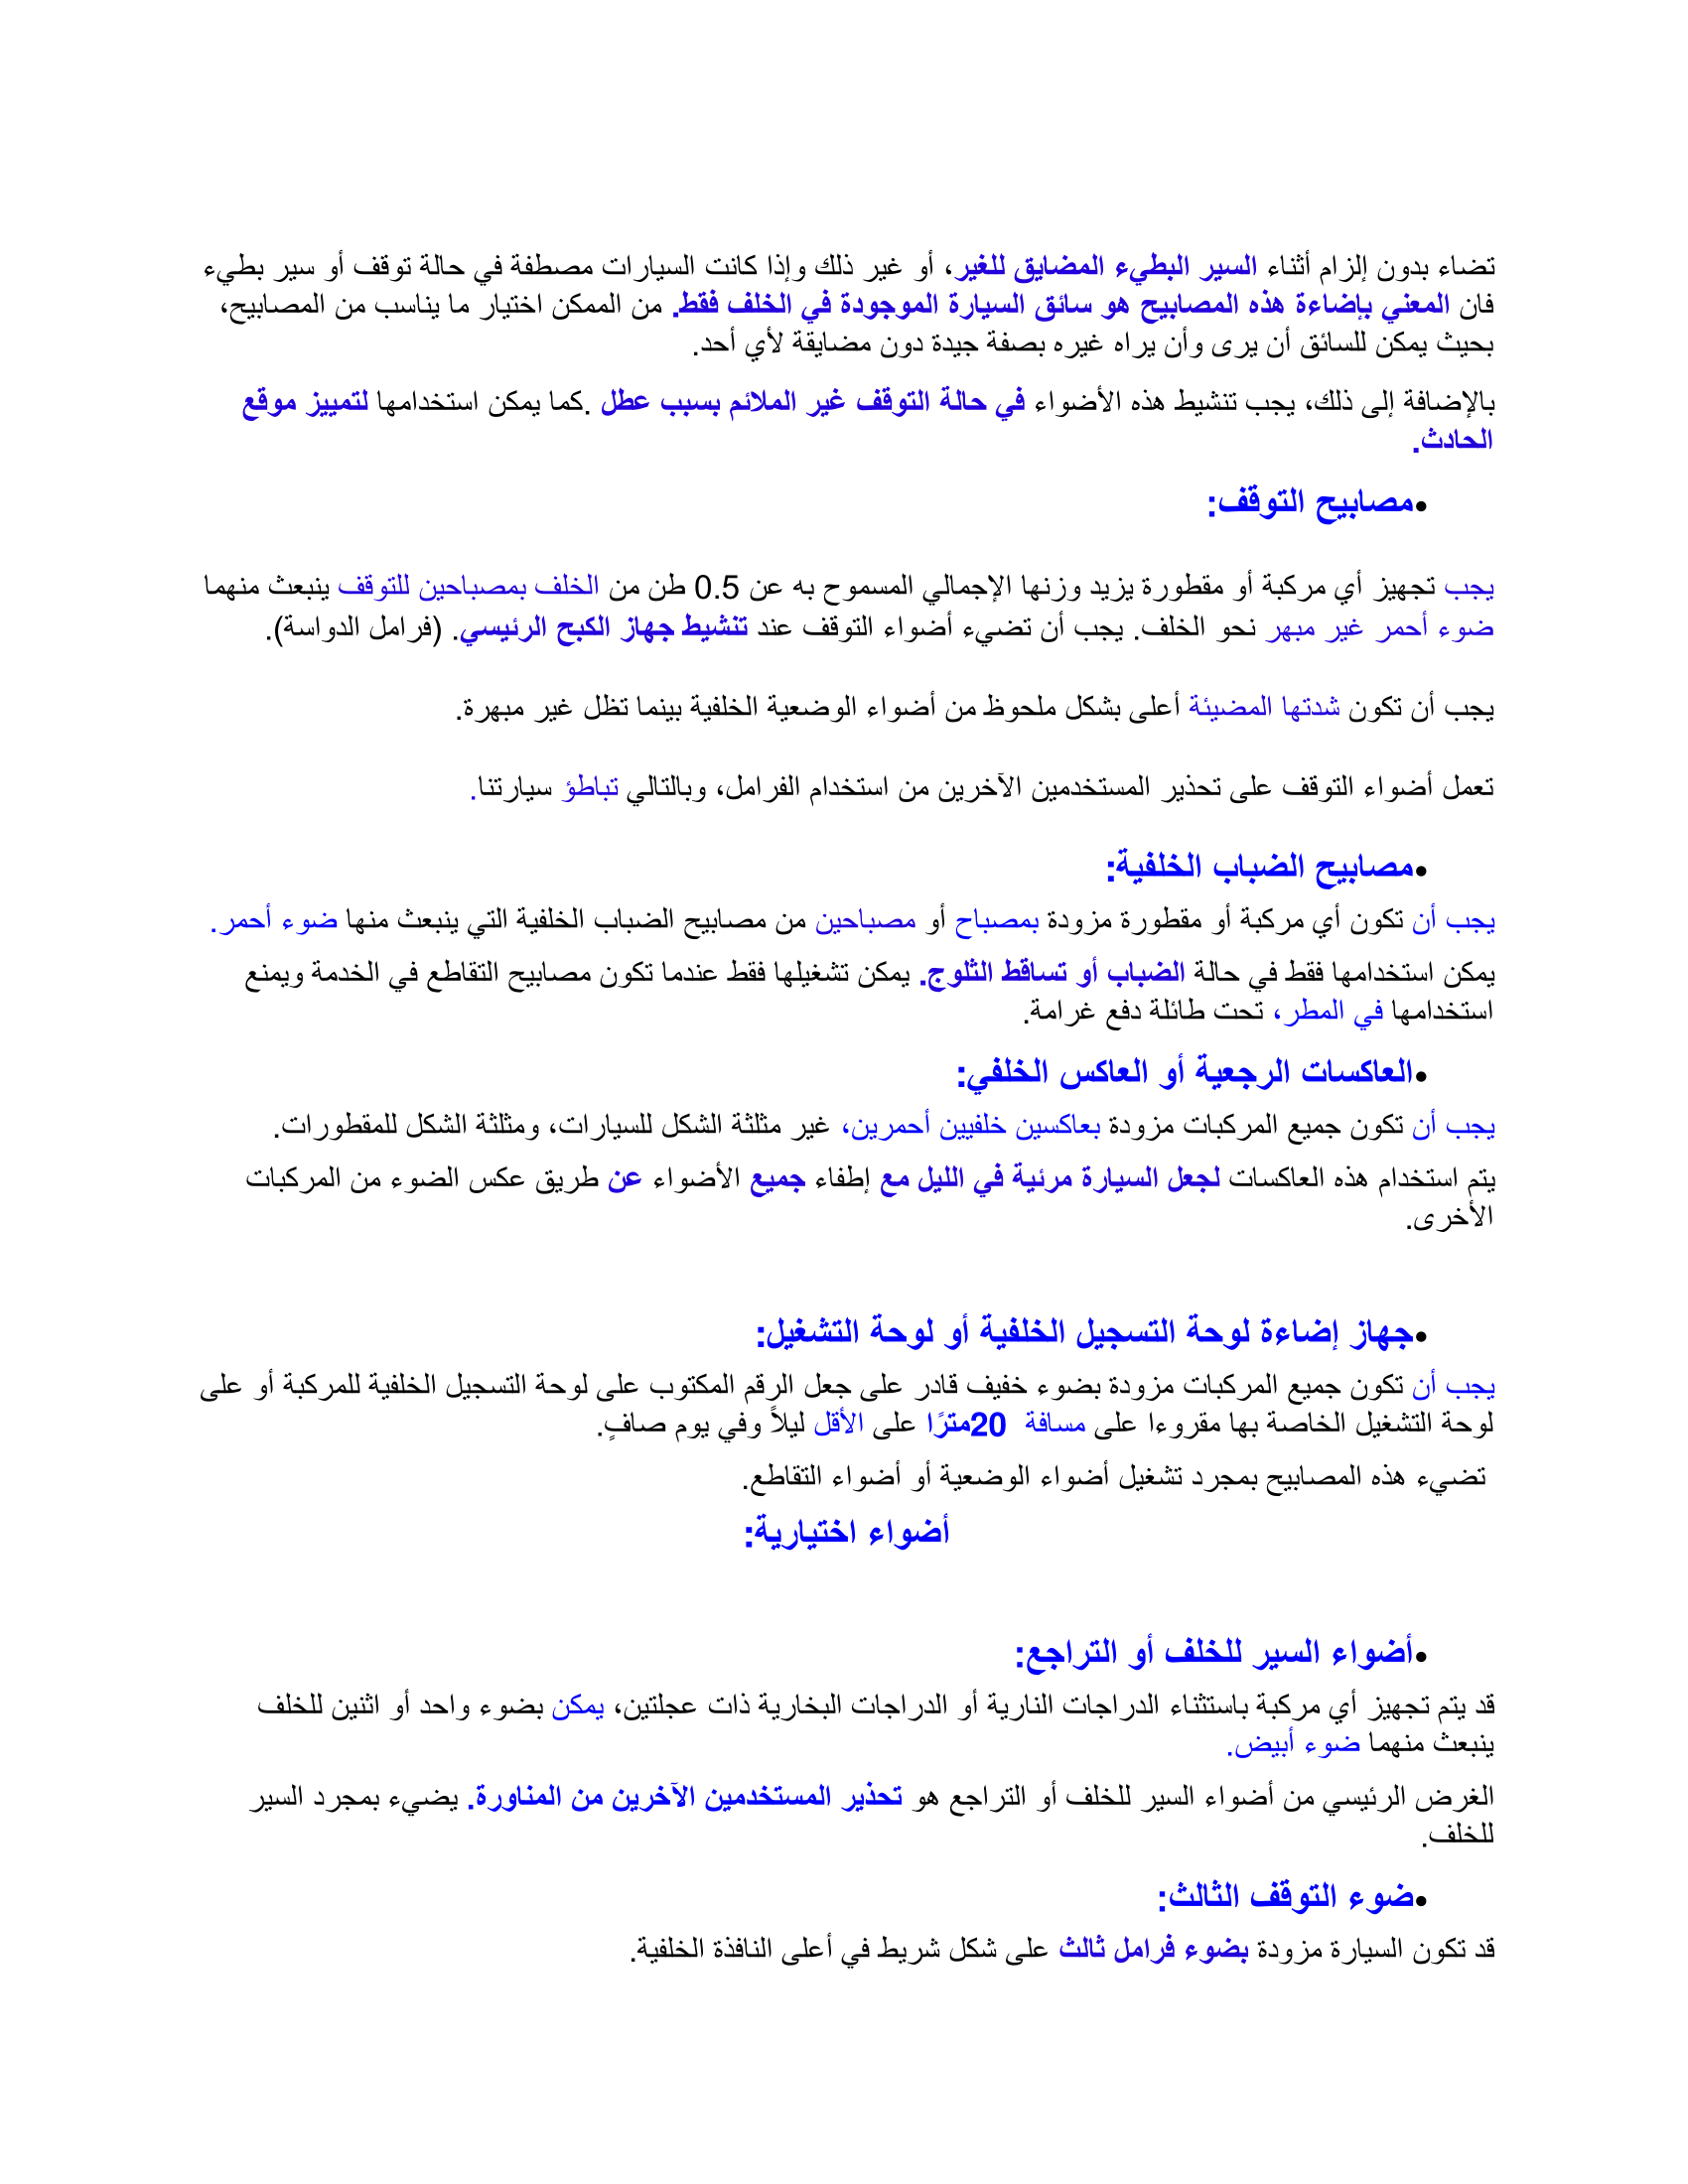 تضاء بدون إلزام أثناء السير البطيء المضايق للغير، أو غير ذلك وإذا كانت السيارات مصطفة في حالة توقف أو سير بطيء
فان المعني بإضاءة هذه المصابيح هو سائق السيارة الموجودة في الخلف فقط. من الممكن اختيار ما يناسب من المصابيح،
بحيث يمكن للسائق أن يرى وأن يراه غيره بصفة جيدة دون مضايقة لأي أحد.
بالإضافة إلى ذلك، يجب تنشيط هذه الأضواء في حالة التوقف غير الملائم بسبب عطل .كما يمكن استخدامها لتمييز موقع
الحادث.
•مصابيح التوقف:
يجب تجهيز أي مركبة أو مقطورة يزيد وزنها الإجمالي المسموح به عن 0.5 طن من الخلف بمصباحين للتوقف ينبعث منهما
ضوء أحمر غير مبهر نحو الخلف. يجب أن تضيء أضواء التوقف عند تنشيط جهاز الكبح الرئيسي. (فرامل الدواسة).
يجب أن تكون شدتها المضيئة أعلى بشكل ملحوظ من أضواء الوضعية الخلفية بينما تظل غير مبهرة.
تعمل أضواء التوقف على تحذير المستخدمين الآخرين من استخدام الفرامل، وبالتالي تباطؤ سيارتنا.
•مصابيح الضباب الخلفية:
يجب أن تكون أي مركبة أو مقطورة مزودة بمصباح أو مصباحين من مصابيح الضباب الخلفية التي ينبعث منها ضوء أحمر.
يمكن استخدامها فقط في حالة الضباب أو تساقط الثلوج. يمكن تشغيلها فقط عندما تكون مصابيح التقاطع في الخدمة ويمنع
استخدامها في المطر، تحت طائلة دفع غرامة.
•العاكسات الرجعية أو العاكس الخلفي:
يجب أن تكون جميع المركبات مزودة بعاكسين خلفيين أحمرين، غير مثلثة الشكل للسيارات، ومثلثة الشكل للمقطورات.
يتم استخدام هذه العاكسات لجعل السيارة مرئية في الليل مع إطفاء جميع الأضواء عن طريق عكس الضوء من المركبات
الأخرى.
•جهاز إضاءة لوحة التسجيل الخلفية أو لوحة التشغيل:
يجب أن تكون جميع المركبات مزودة بضوء خفيف قادر على جعل الرقم المكتوب على لوحة التسجيل الخلفية للمركبة أو على
لوحة التشغيل الخاصة بها مقروءا على مسافة 20مترًا على الأقل ليلاً وفي يوم صافٍ.
تضيء هذه المصابيح بمجرد تشغيل أضواء الوضعية أو أضواء التقاطع.
أضواء اختيارية:
•أضواء السير للخلف أو التراجع:
قد يتم تجهيز أي مركبة باستثناء الدراجات النارية أو الدراجات البخارية ذات عجلتين، يمكن بضوء واحد أو اثنين للخلف
ينبعث منهما ضوء أبيض.
الغرض الرئيسي من أضواء السير للخلف أو التراجع هو تحذير المستخدمين الآخرين من المناورة. يضيء بمجرد السير
للخلف.
•ضوء التوقف الثالث:
قد تكون السيارة مزودة بضوء فرامل ثالث على شكل شريط في أعلى النافذة الخلفية.